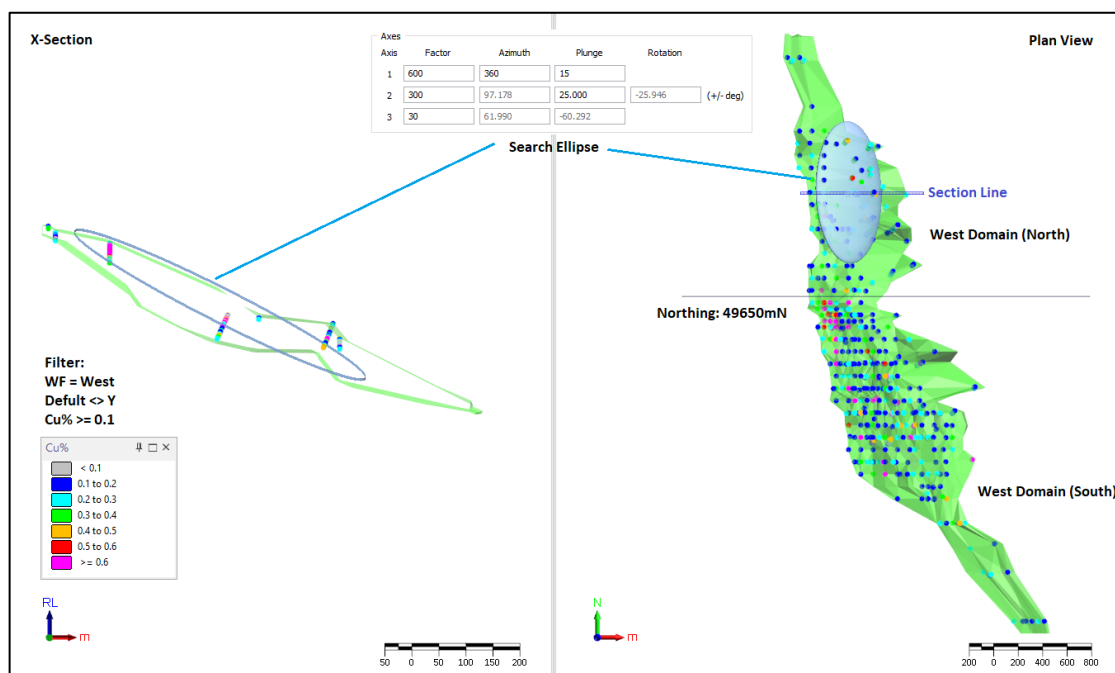 X-Section
Axes
Axis Factor Azimuth Plunge Rotation
1 600 360 15
2 300 97.178 25.000 -25.946 (+/- deg)
3 30 61.990 -60.292
Search Ellipse
Plan View
Section Line
West Domain (North)
Northing: 49650mN
West Domain (South)
Filter:
WF = West
Defult <> Y
Cu% >= 0.1
Cu%
< 0.1
0.1 to 0.2
0.2 to 0.3
0.3 to 0.4
0.4 to 0.5
0.5 to 0.6
>= 0.6
RL
m
50 0 50 100 150 200
N
m
200 0 200 400 600 800